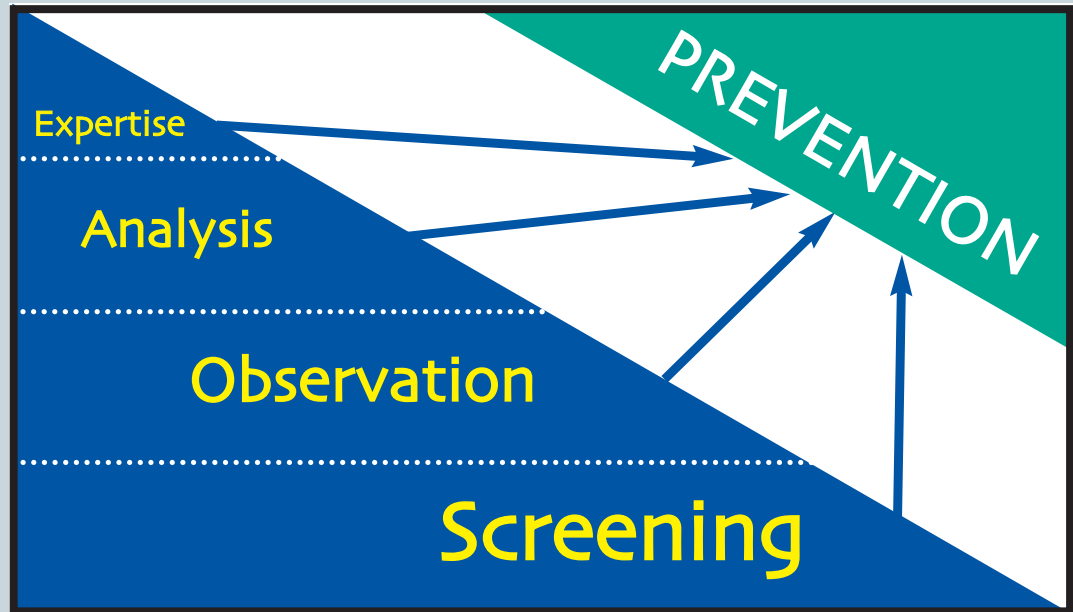 PREVENTION
Expertise
Analysis
Observation
Screening